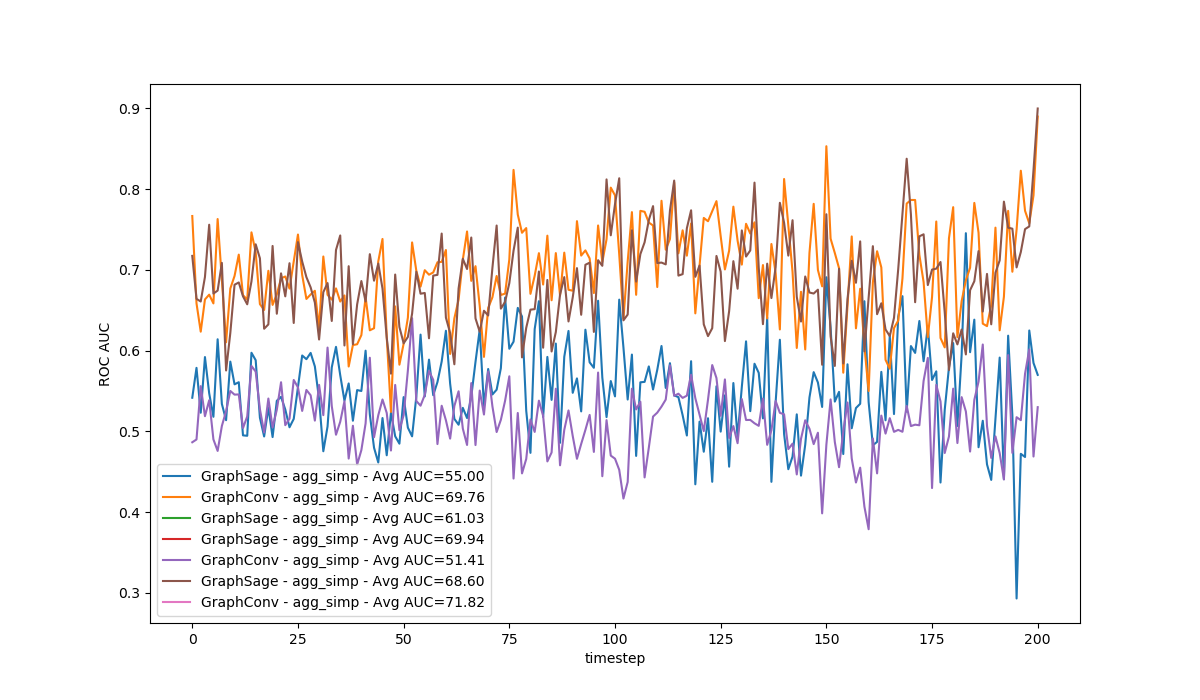 0.9
0.8
0.7
0.6
0.5
0.4
0.3
ROC AUC
GraphSage - agg_simp - Avg AUC=55.00
GraphConv - agg_simp - Avg AUC=69.76
GraphSage - agg_simp - Avg AUC=61.03
GraphSage - agg_simp - Avg AUC=69.94
GraphConv - agg_simp - Avg AUC=51.41
GraphSage - agg_simp - Avg AUC=68.60
GraphConv - agg_simp - Avg AUC=71.82
0 25 50 75 100 125 150 175 200
timestep